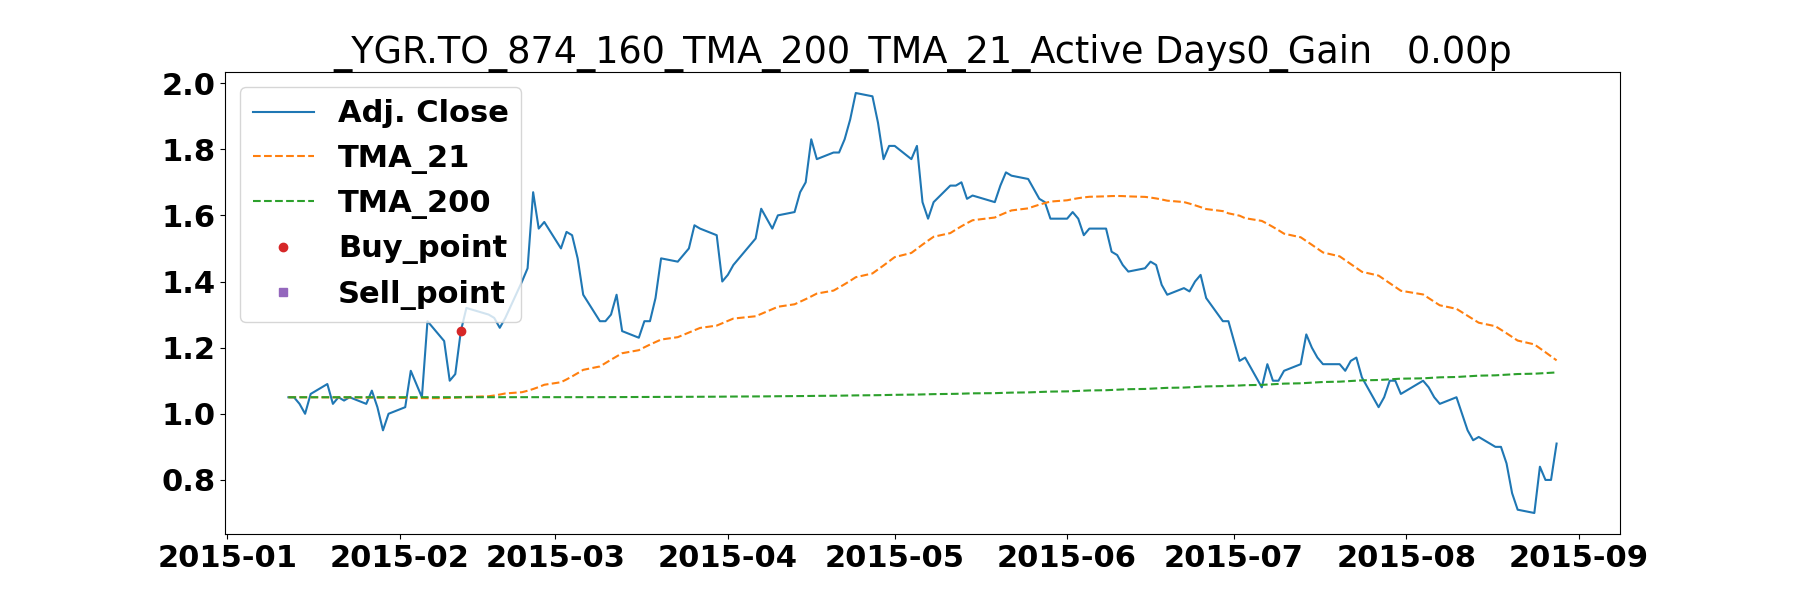 _YGR.TO_874_160_TMA_200_TMA_21_Active Days0_Gain   0.00p
2.0
1.8
1.6
1.4
1.2
1.0
0.8
Adj. Close
TMA_21
TMA_200
Buy_point
Sell_point
2015-01 2015-02 2015-03 2015-04 2015-05 2015-06 2015-07 2015-08 2015-09